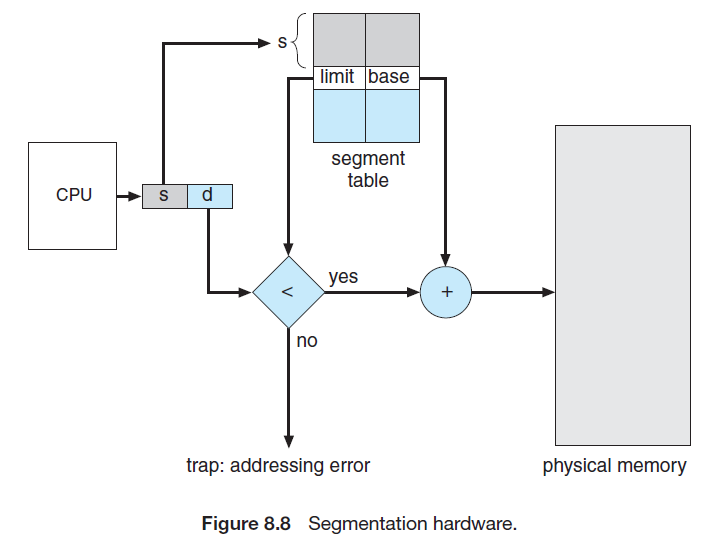 s
limit base
segment
table
CPU
s d
<
yes
+
no
trap: addressing error
physical memory
Figure 8.8 Segmentation hardware.